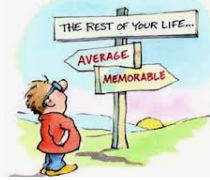 THE REST OF YOUR LIFE...
AVERAGE
MEMORABLE